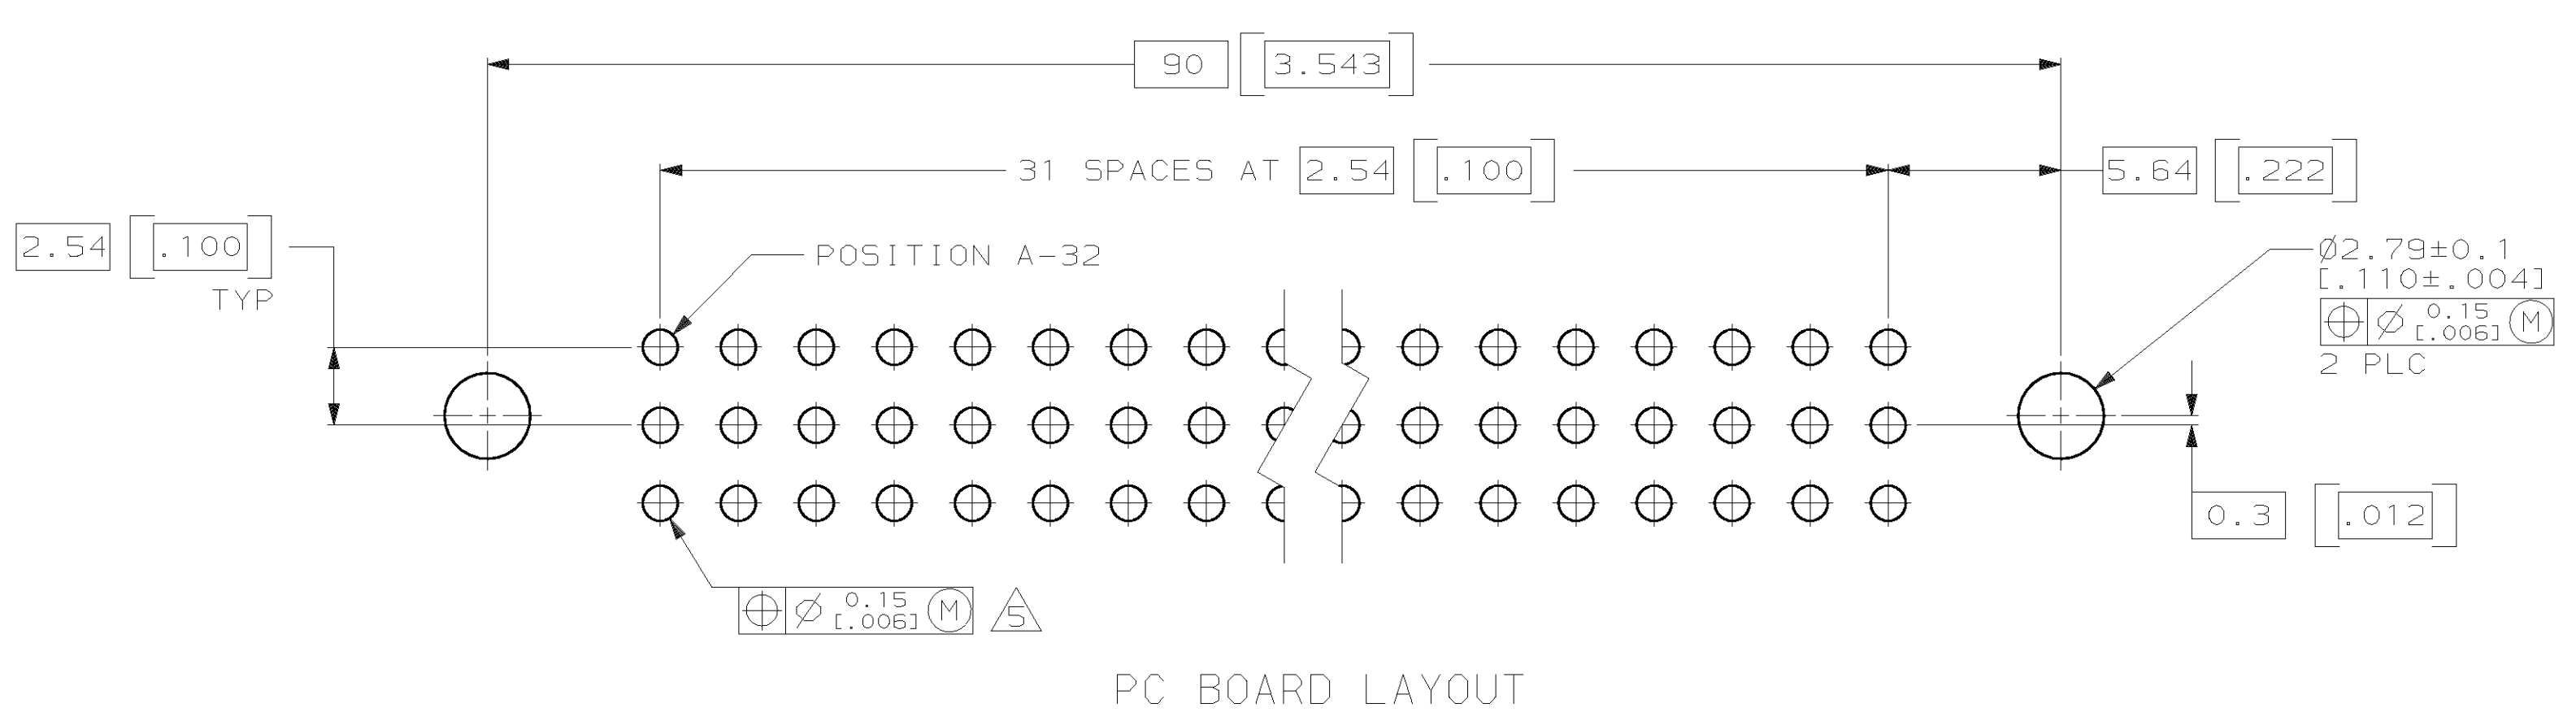 90 [3.543]
31 SPACES AT 2.54 [.100]
5.64 [.222]
2.54 [.100]
TYP
POSITION A-32
Ø2.79±0.1
[.110±.004]
⌖ Ø 0.15 [.006] Ⓜ
2 PLC
0.3 [.012]
⌖ Ø 0.15 [.006] Ⓜ 5
PC BOARD LAYOUT